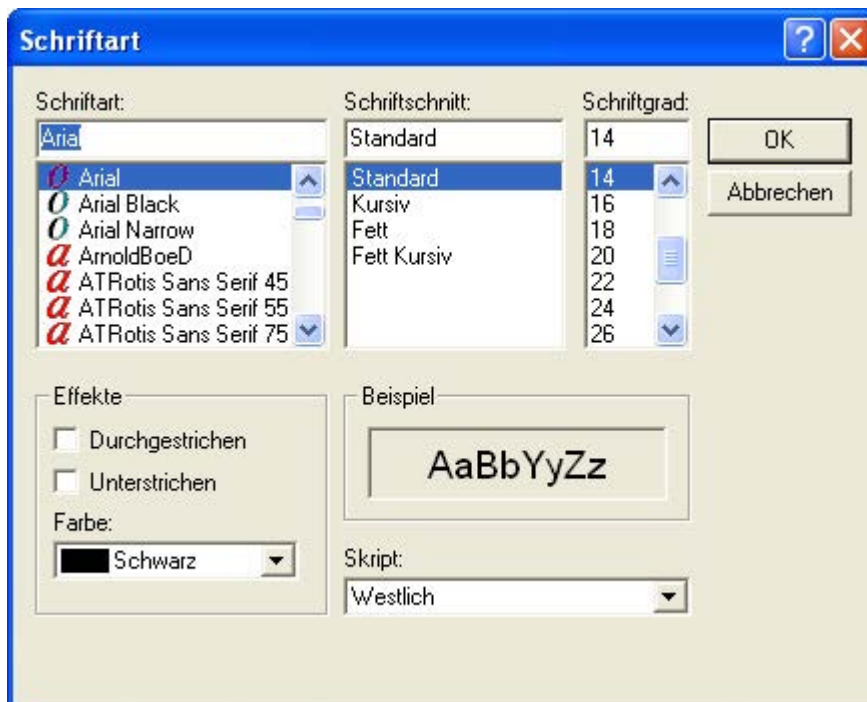 Schriftart
Schriftart:
Arial
Arial
Arial Black
Arial Narrow
ArnoldBoeD
ATRotis Sans Serif 45
ATRotis Sans Serif 55
ATRotis Sans Serif 75
Schriftschnitt:
Standard
Standard
Kursiv
Fett
Fett Kursiv
Schriftgrad:
14
14
16
18
20
22
24
26
OK
Abbrechen
Effekte
Durchgestrichen
Unterstrichen
Farbe:
Schwarz
Beispiel
AaBbYyZz
Skript:
Westlich